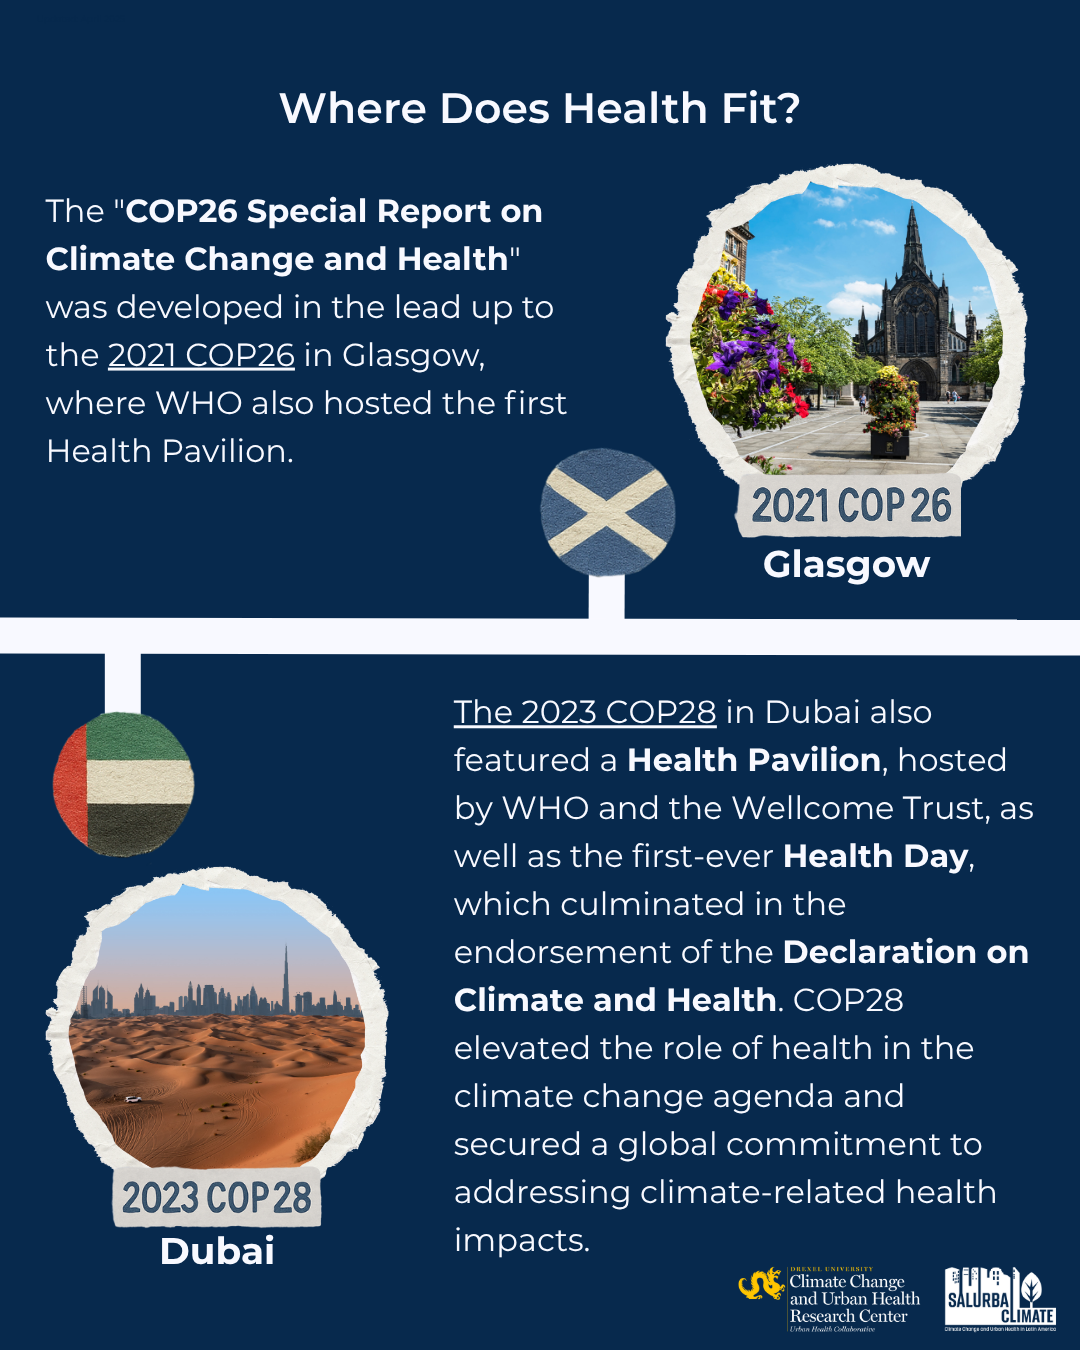 Where Does Health Fit?
The "COP26 Special Report on
Climate Change and Health"
was developed in the lead up to
the 2021 COP26 in Glasgow,
where WHO also hosted the first
Health Pavilion.
2021 COP 26
Glasgow
The 2023 COP28 in Dubai also
featured a Health Pavilion, hosted
by WHO and the Wellcome Trust, as
well as the first-ever Health Day,
which culminated in the
endorsement of the Declaration on
Climate and Health. COP28
elevated the role of health in the
climate change agenda and
secured a global commitment to
addressing climate-related health
impacts.
2023 COP 28
Dubai
DREXEL UNIVERSITY
Climate Change
and Urban Health
Research Center
Urban Health Collaborative
SALURBAL
CLIMATE
Climate Change and Urban Health in Latin America